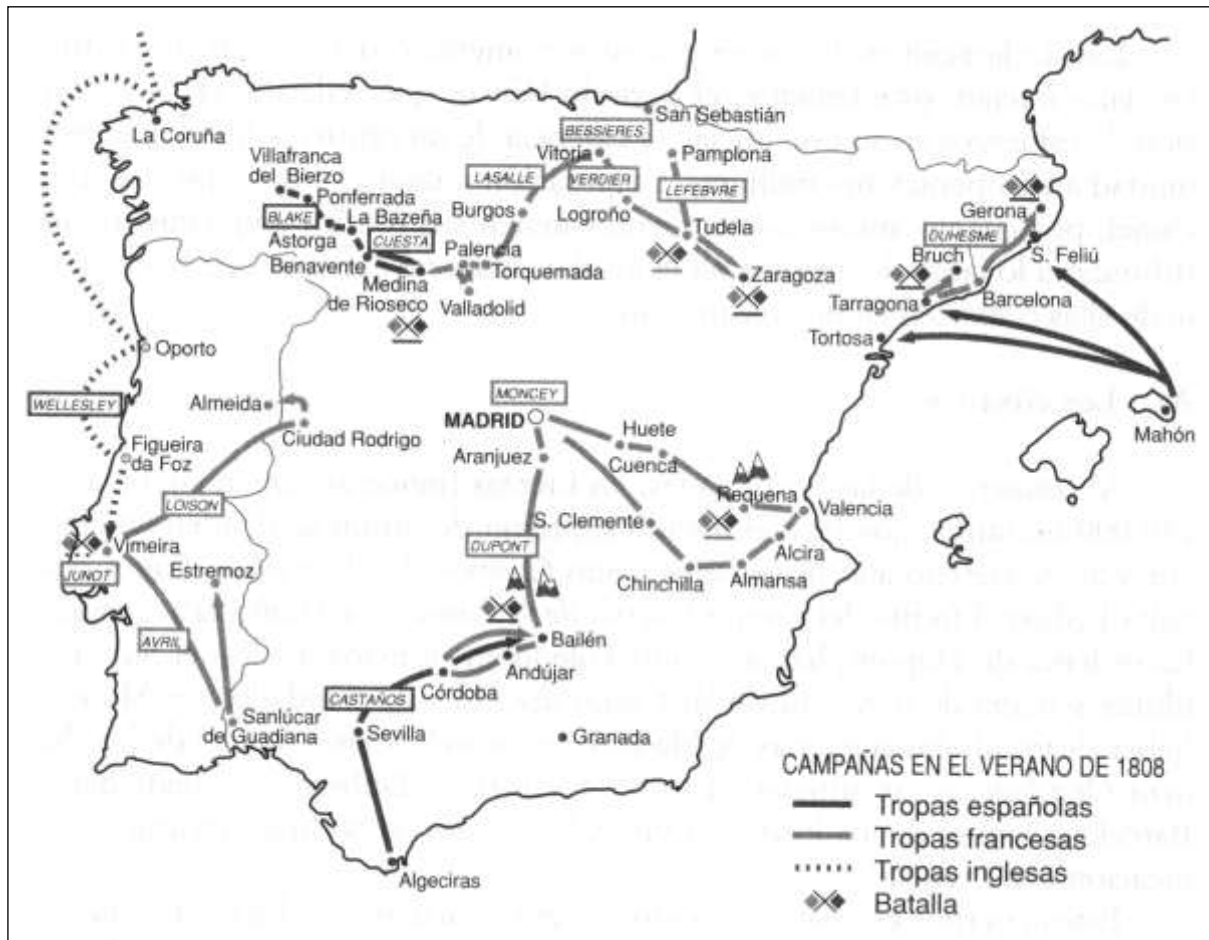 La Coruña
San Sebastián
BESSIERES
Villafranca
del Bierzo
Vitoria
Pamplona
LASALLE
VERDIER
LEFEBVRE
Ponferrada
Burgos
Logroño
Gerona
BLAKE
La Bazeña
Tudela
DUHESME
Astorga
CUESTA
Palencia
Bruch
S. Feliú
Benavente
Torquemada
Zaragoza
Medina
de Rioseco
Valladolid
Tarragona
Barcelona
Tortosa
Oporto
WELLESLEY
Almeida
MONCEY
MADRID
Mahón
Ciudad Rodrigo
Huete
Figueira
da Foz
Aranjuez
Cuenca
Requena
LOISON
Valencia
S. Clemente
Vimeira
DUPONT
Alcira
JUNOT
Estremoz
Chinchilla
Almansa
AVRIL
Bailén
Andújar
Córdoba
CASTAÑOS
Sanlúcar
de Guadiana
Sevilla
Granada
Algeciras
CAMPAÑAS EN EL VERANO DE 1808
Tropas españolas
Tropas francesas
Tropas inglesas
Batalla